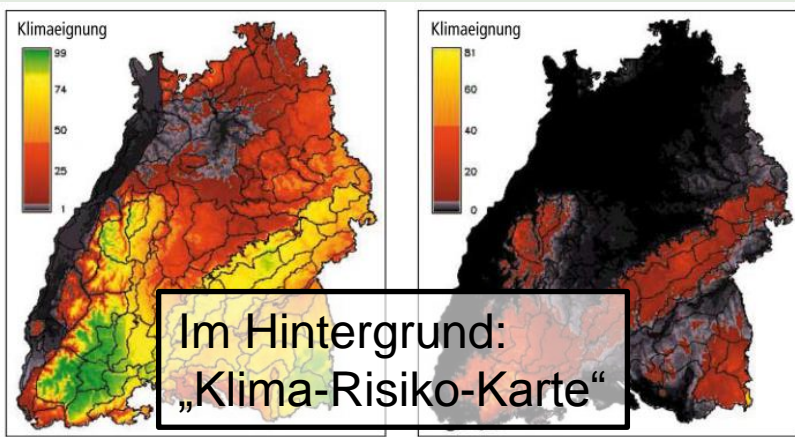 Klimaeignung
99
74
50
25
1
Klimaeignung
81
60
40
20
0
Im Hintergrund:
„Klima-Risiko-Karte“